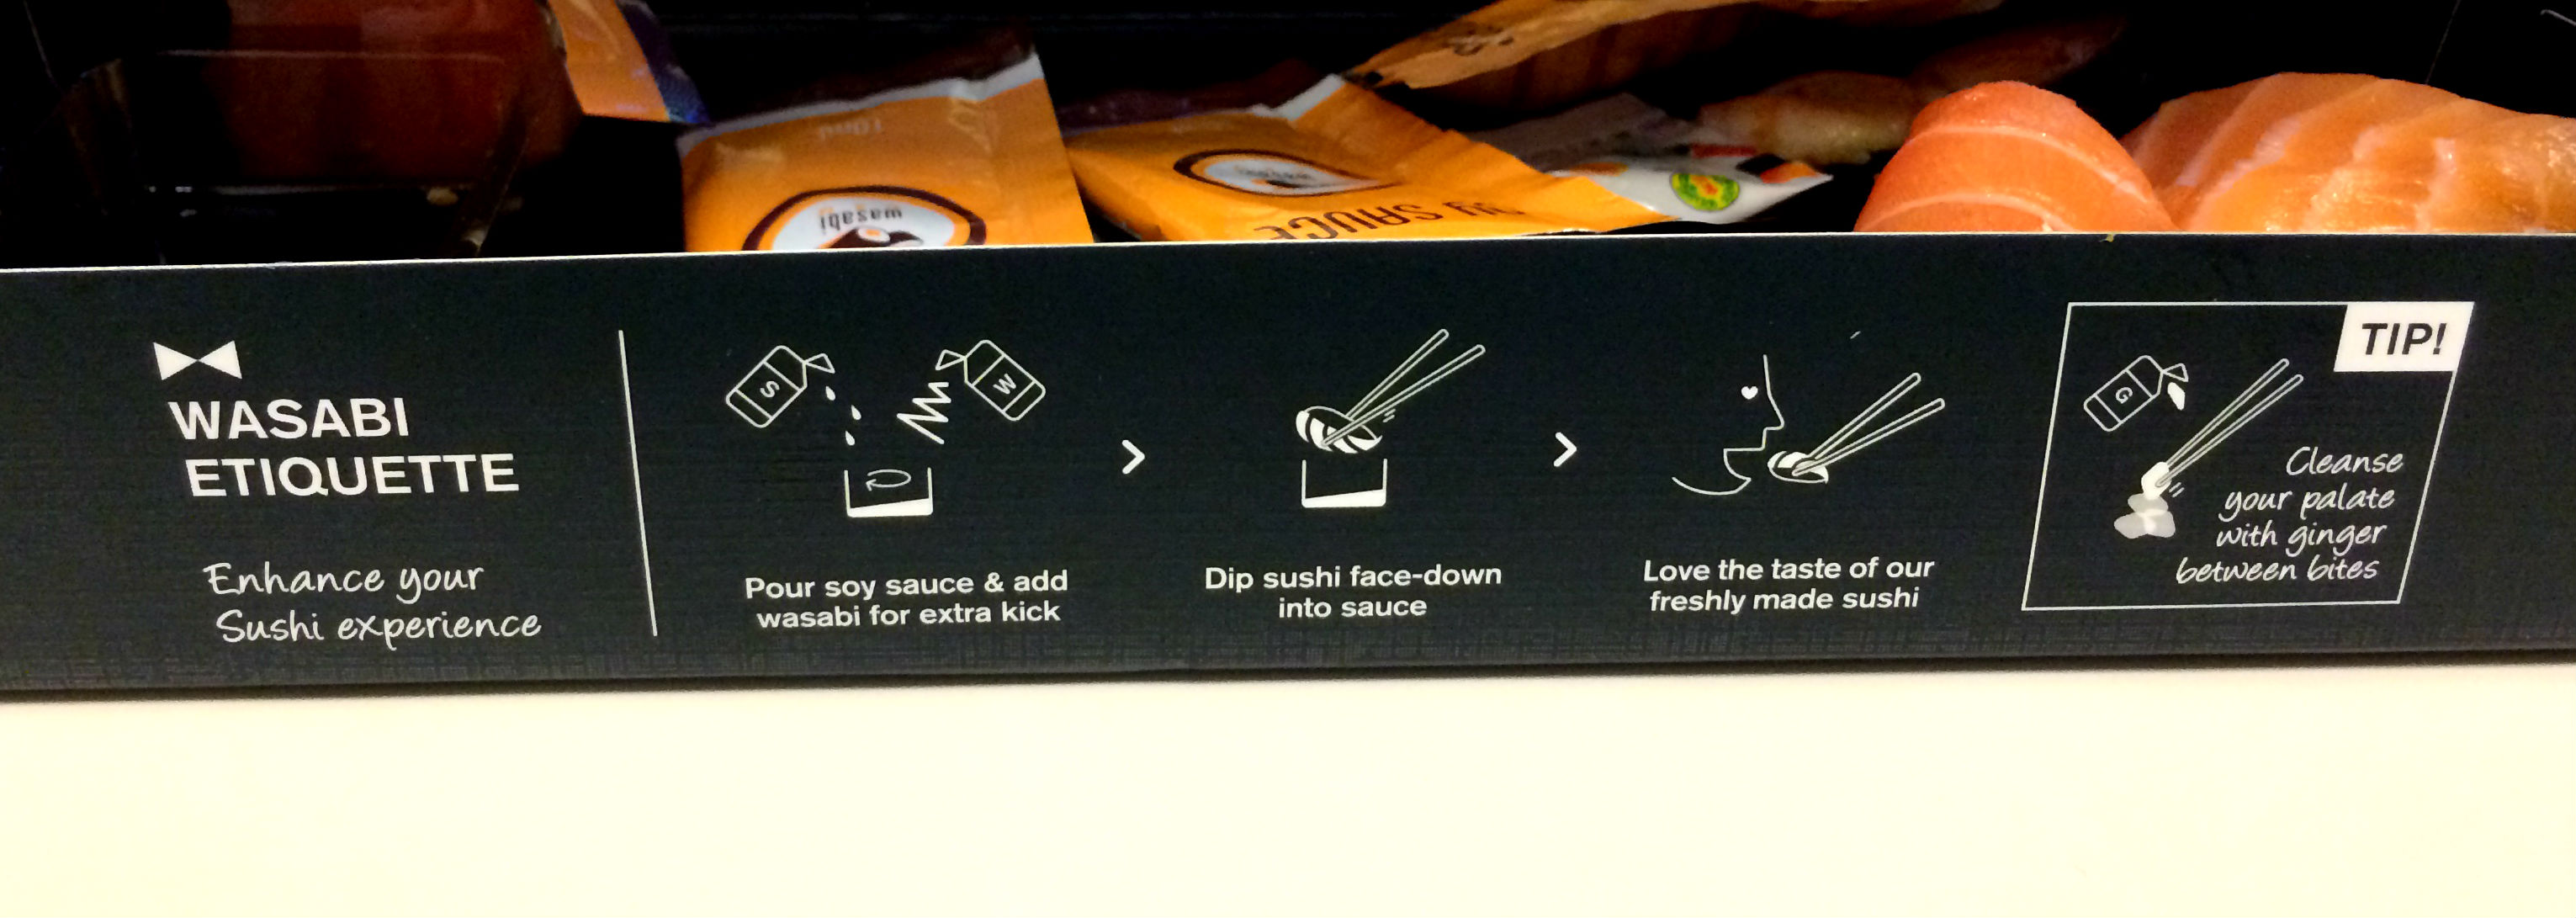 wasabi
wasabi
SAUCE
WASABI
ETIQUETTE
Enhance your
Sushi experience
S
W
Pour soy sauce & add
wasabi for extra kick
>
Dip sushi face-down
into sauce
>
Love the taste of our
freshly made sushi
TIP!
G
Cleanse
your palate
with ginger
between bites